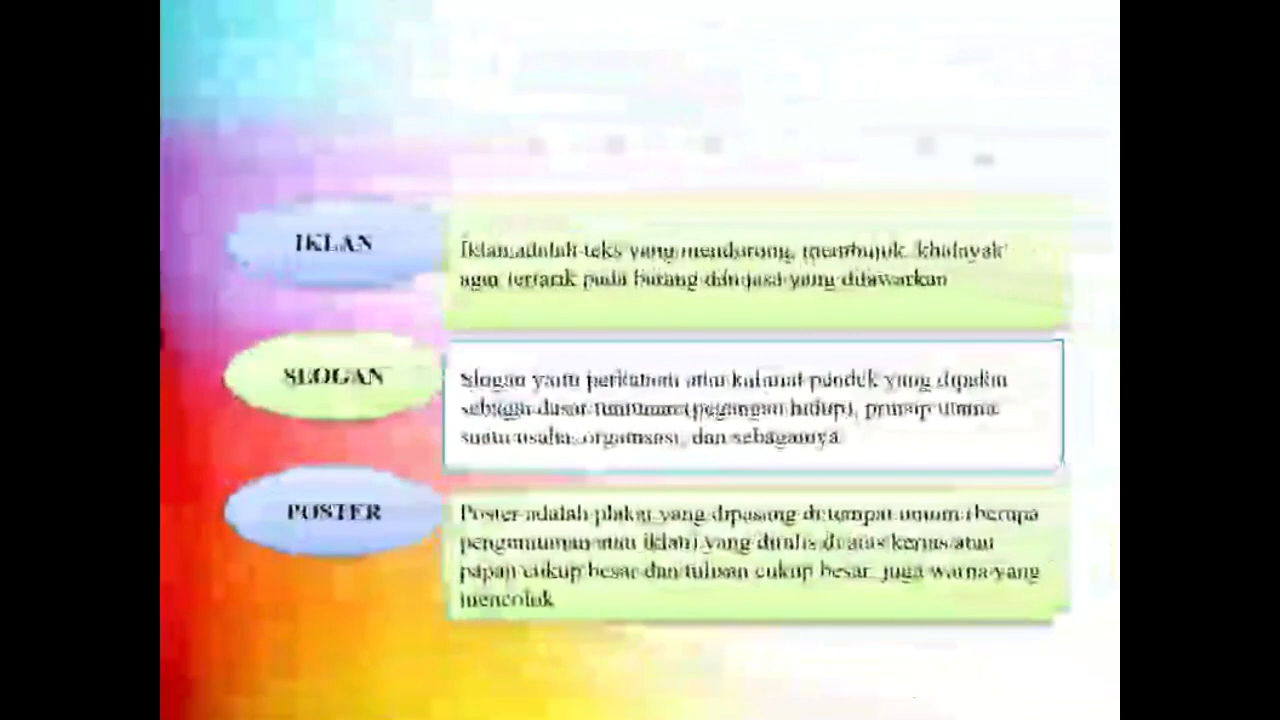 IKLAN
Iklan adalah teks yang mendorong, membujuk khalayak
agar tertarik pada barang dan jasa yang ditawarkan
SLOGAN
Slogan yaitu perkataan atau kalimat pendek yang dipakai
sebagai dasar tuntunan (pegangan hidup), prinsip utama
suatu usaha, organisasi, dan sebagainya
POSTER
Poster adalah plakat yang dipasang di tempat umum (berupa
pengumuman atau iklan) yang ditulis di atas kertas atau
papan cukup besar dan tulisan cukup besar juga warna yang
mencolok